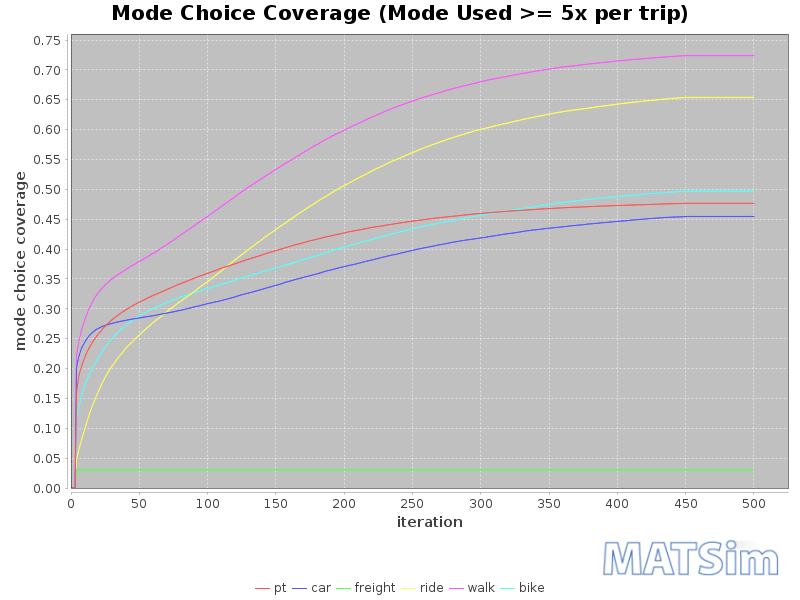 Mode Choice Coverage (Mode Used >= 5x per trip)
mode choice coverage
0.75
0.70
0.65
0.60
0.55
0.50
0.45
0.40
0.35
0.30
0.25
0.20
0.15
0.10
0.05
0.00
0 50 100 150 200 250 300 350 400 450 500
iteration
MATSim
pt car freight ride walk bike